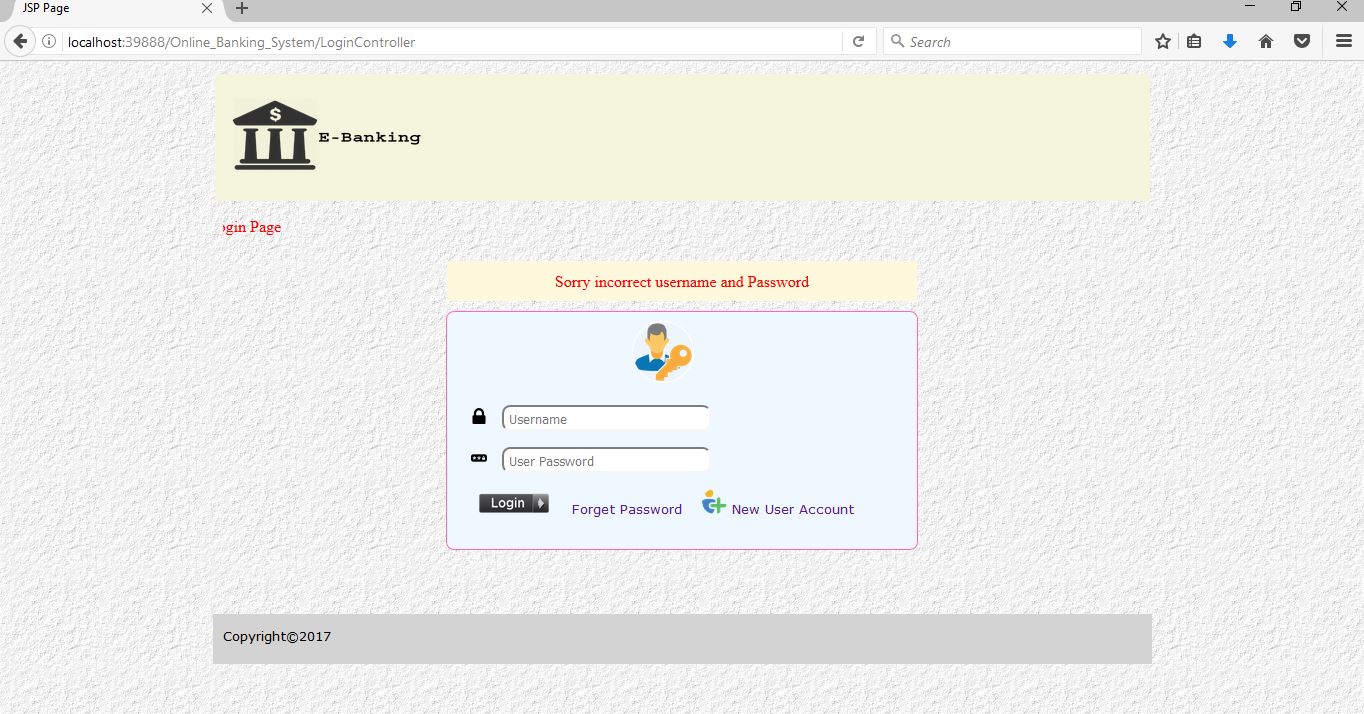 JSP Page
localhost:39888/Online_Banking_System/LoginController
Search
$
E-Banking
ogin Page
Sorry incorrect username and Password
Username
User Password
Login
Forget Password
New User Account
Copyright©2017